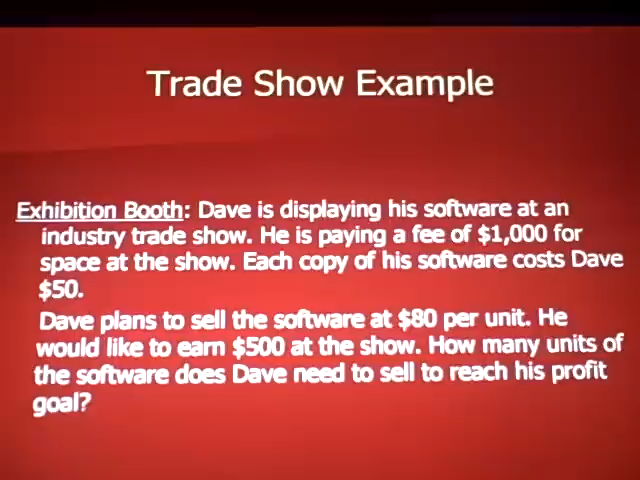 Trade Show Example
Exhibition Booth: Dave is displaying his software at an
industry trade show. He is paying a fee of $1,000 for
space at the show. Each copy of his software costs Dave
$50.
Dave plans to sell the software at $80 per unit. He
would like to earn $500 at the show. How many units of
the software does Dave need to sell to reach his profit
goal?